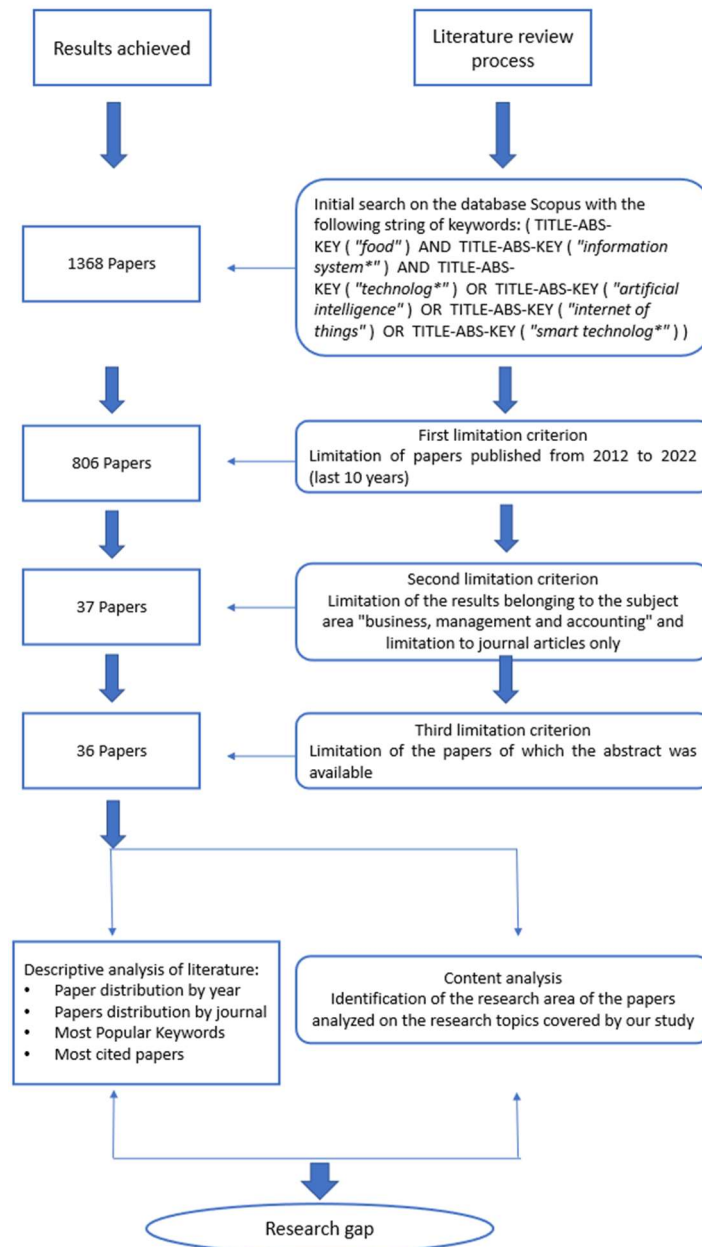 Results achieved
Literature review
process
1368 Papers
Initial search on the database Scopus with the
following string of keywords: ( TITLE-ABS-
KEY ( "food" ) AND TITLE-ABS-KEY ( "information
system*" ) AND TITLE-ABS-
KEY ( "technolog*" ) OR TITLE-ABS-KEY ( "artificial
intelligence" ) OR TITLE-ABS-KEY ( "internet of
things" ) OR TITLE-ABS-KEY ( "smart technolog*" ) )
806 Papers
First limitation criterion
Limitation of papers published from 2012 to 2022
(last 10 years)
37 Papers
Second limitation criterion
Limitation of the results belonging to the subject
area "business, management and accounting" and
limitation to journal articles only
36 Papers
Third limitation criterion
Limitation of the papers of which the abstract was
available
Descriptive analysis of literature:
• Paper distribution by year
• Papers distribution by journal
• Most Popular Keywords
• Most cited papers
Content analysis
Identification of the research area of the papers
analyzed on the research topics covered by our study
Research gap